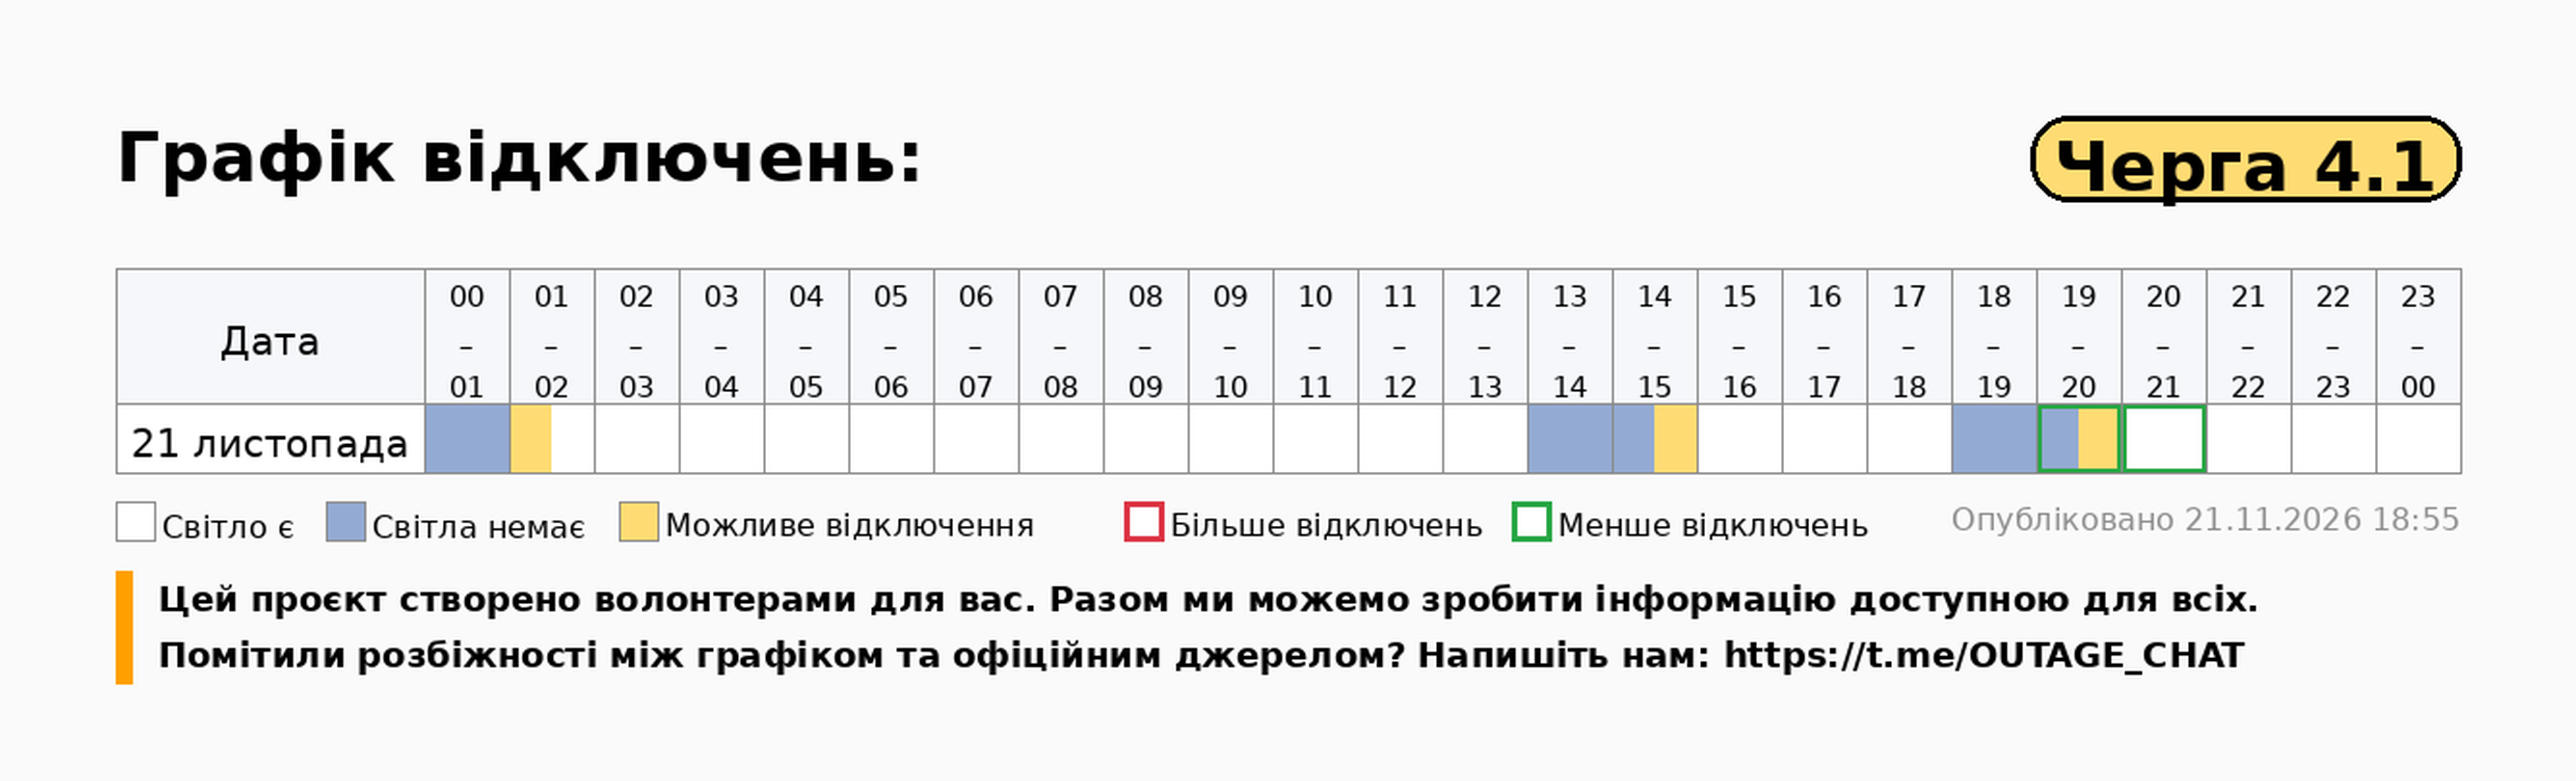 Графік відключень:
Черга 4.1
Дата
00 – 01
01 – 02
02 – 03
03 – 04
04 – 05
05 – 06
06 – 07
07 – 08
08 – 09
09 – 10
10 – 11
11 – 12
12 – 13
13 – 14
14 – 15
15 – 16
16 – 17
17 – 18
18 – 19
19 – 20
20 – 21
21 – 22
22 – 23
23 – 00
21 листопада
Світло є
Світла немає
Можливе відключення
Більше відключень
Менше відключень
Опубліковано 21.11.2026 18:55
Цей проєкт створено волонтерами для вас. Разом ми можемо зробити інформацію доступною для всіх.
Помітили розбіжності між графіком та офіційним джерелом? Напишіть нам: https://t.me/OUTAGE_CHAT